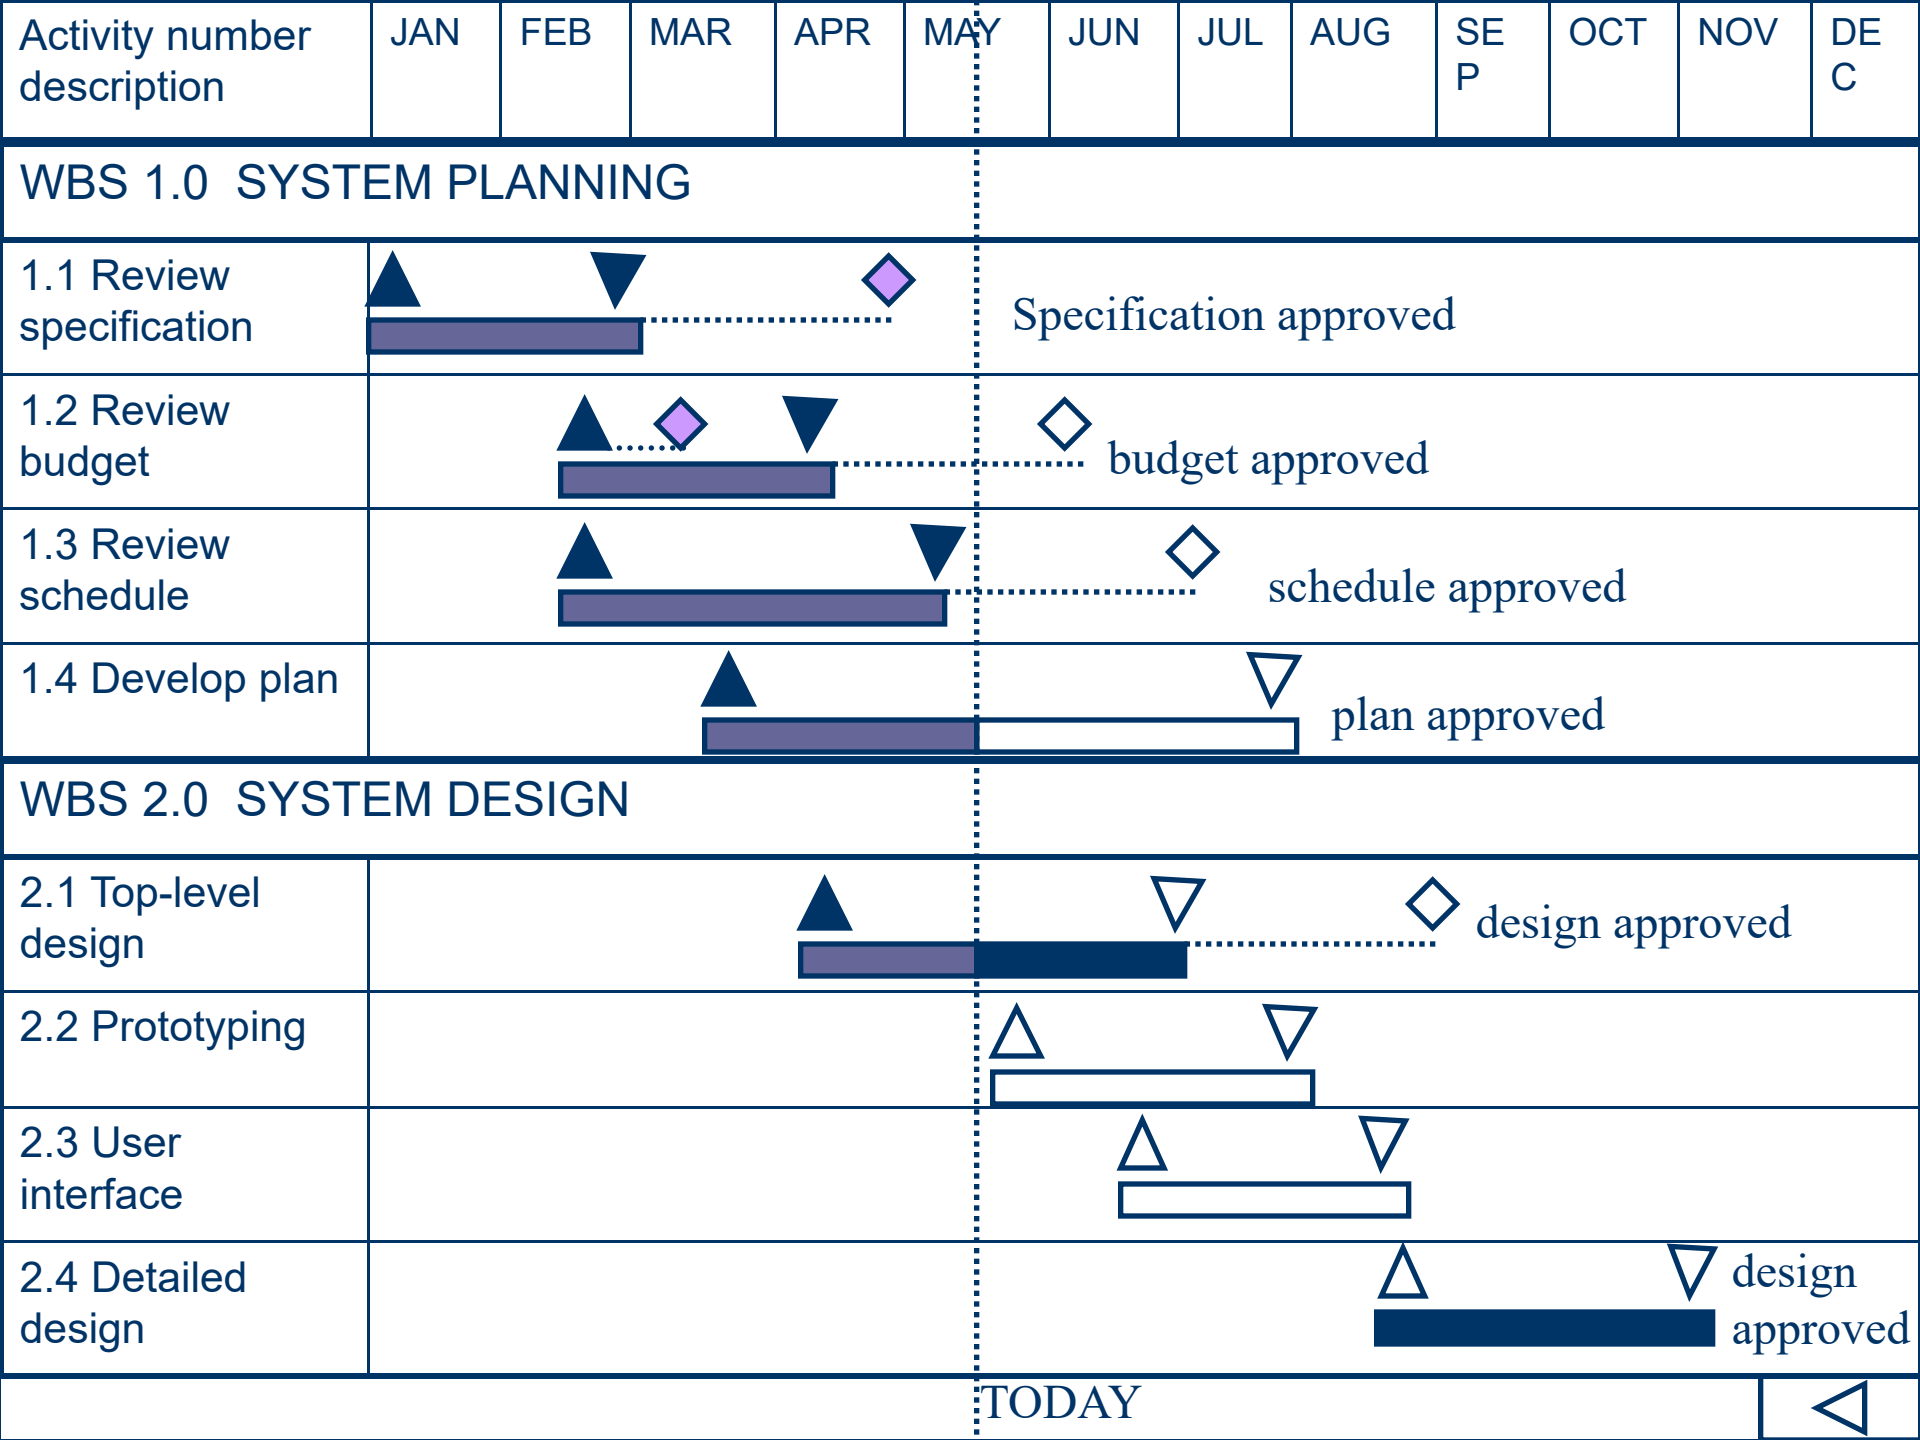 Activity number
description
JAN
FEB
MAR
APR
MAY
JUN
JUL
AUG
SE
P
OCT
NOV
DE
C
WBS 1.0 SYSTEM PLANNING
1.1 Review
specification
Specification approved
1.2 Review
budget
budget approved
1.3 Review
schedule
schedule approved
1.4 Develop plan
plan approved
WBS 2.0 SYSTEM DESIGN
2.1 Top-level
design
design approved
2.2 Prototyping
2.3 User
interface
2.4 Detailed
design
design
approved
TODAY